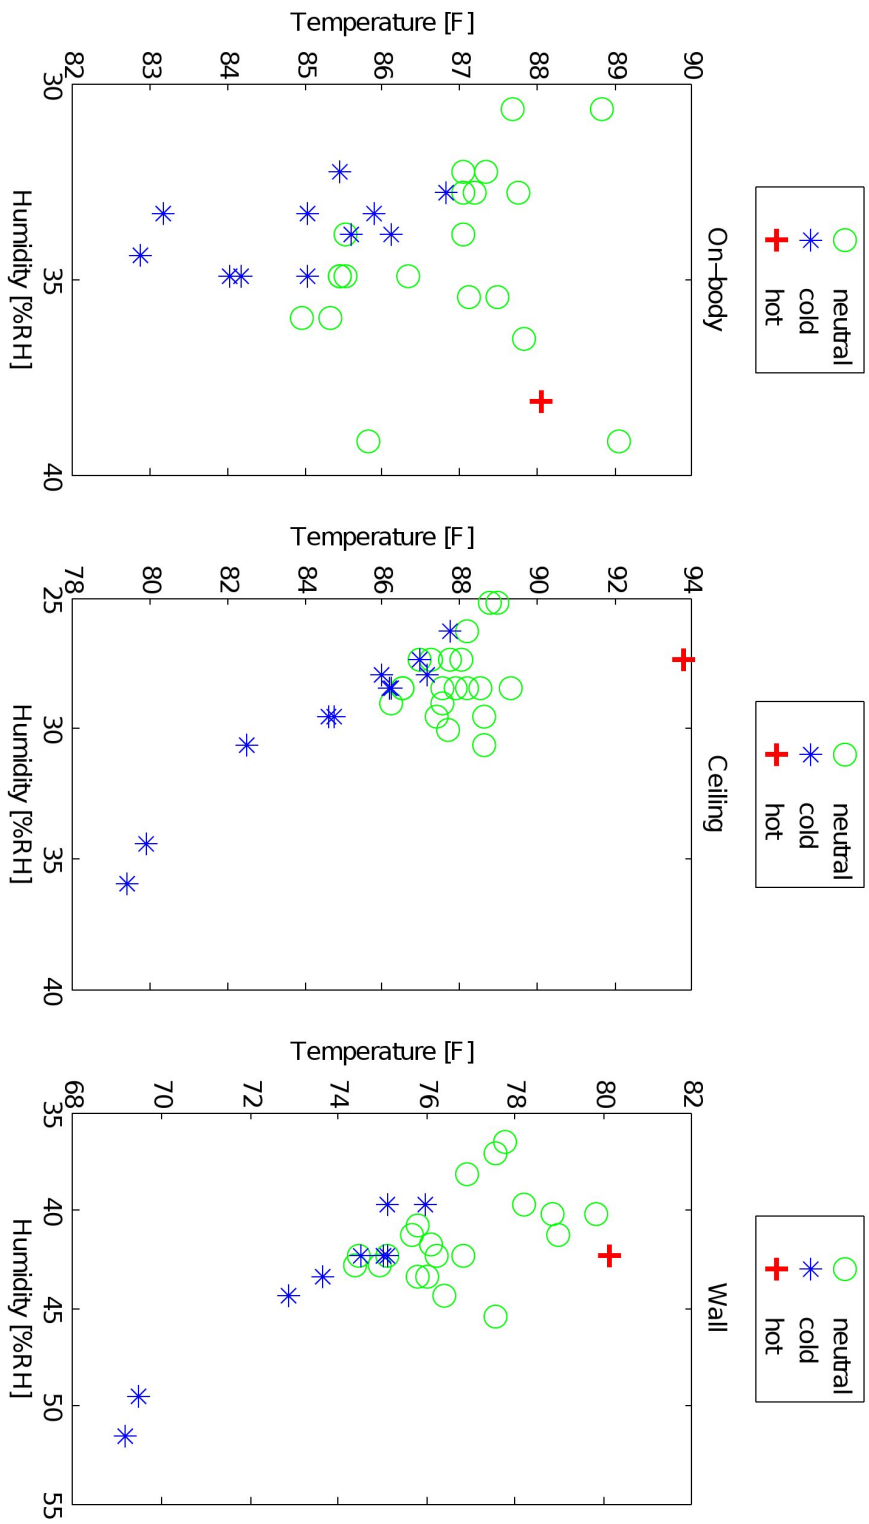 neutral
cold
hot
On−body
Temperature [F]
90
89
88
87
86
85
84
83
82
30
35
40
Humidity [%RH]
neutral
cold
hot
Ceiling
Temperature [F]
94
92
90
88
86
84
82
80
78
25
30
35
40
Humidity [%RH]
neutral
cold
hot
Wall
Temperature [F]
82
80
78
76
74
72
70
68
35
40
45
50
55
Humidity [%RH]